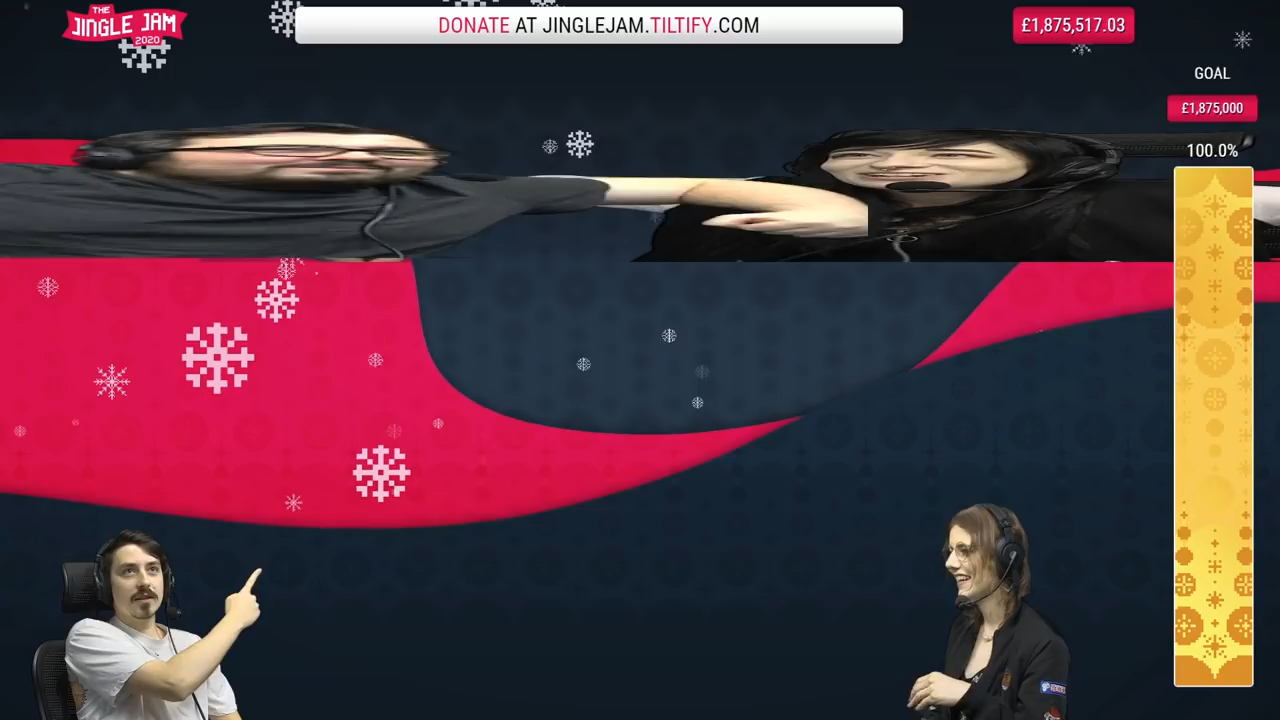 THE
JINGLE JAM
2020
DONATE AT JINGLEJAM.TILTIFY.COM
£1,875,517.03
GOAL
£1,875,000
100.0%